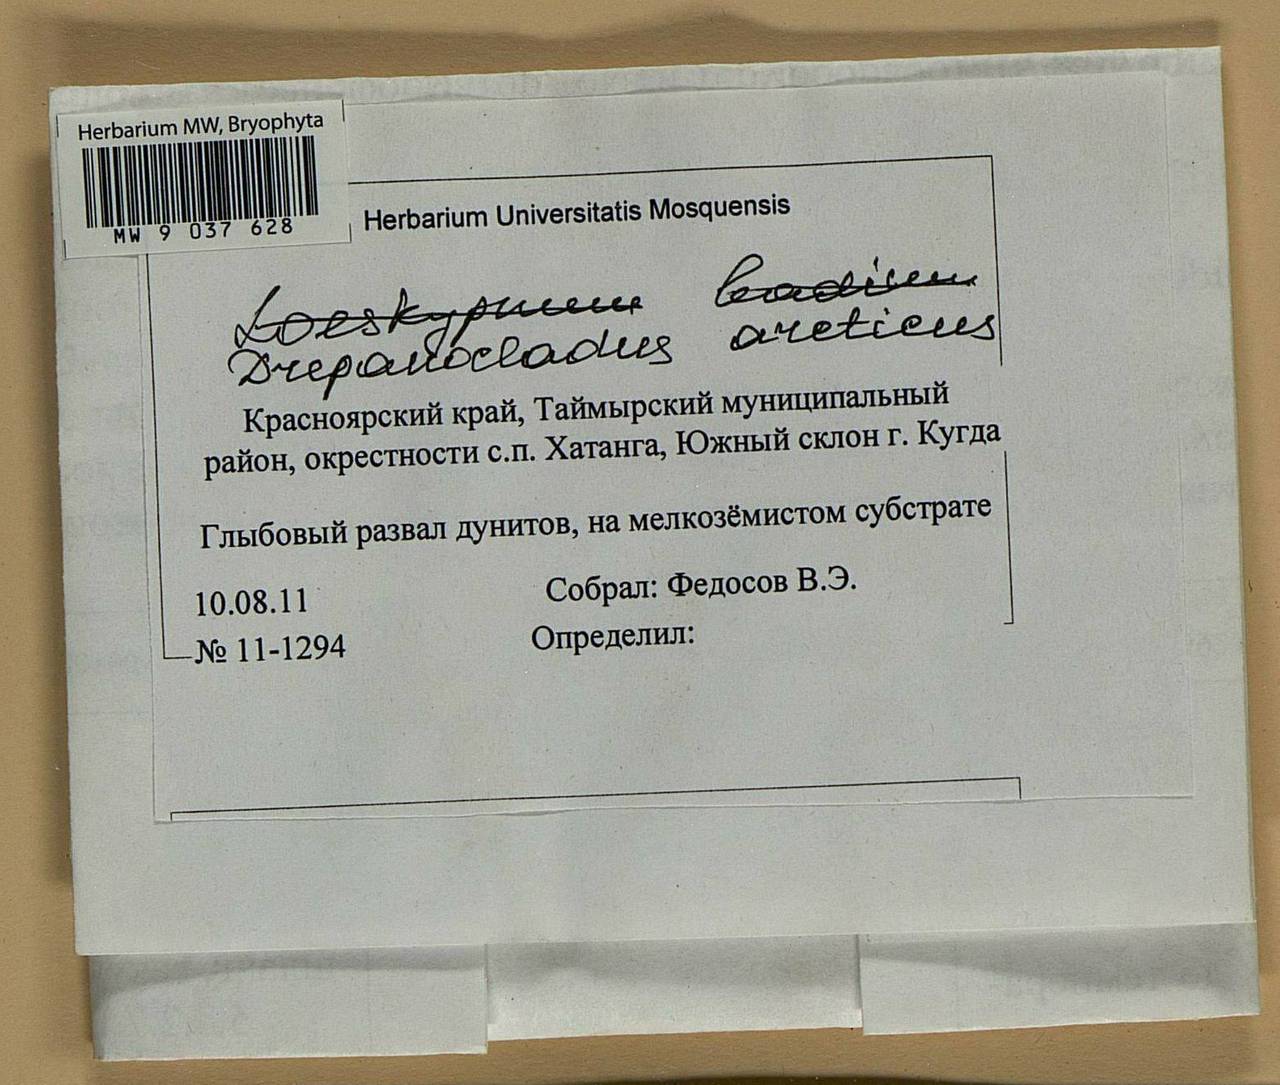 Herbarium MW, Bryophyta
MW 9 037 628
Herbarium Universitatis Mosquensis
Loeskypnum badium
Drepanocladus arcticus
Красноярский край, Таймырский муниципальный
район, окрестности с.п. Хатанга, Южный склон г. Кугда
Глыбовый развал дунитов, на мелкозёмистом субстрате
10.08.11
Собрал: Федосов В.Э.
№ 11-1294
Определил: